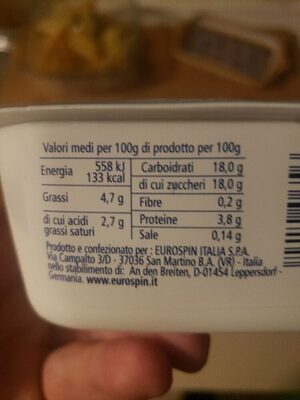 Valori medi per 100g di prodotto per 100g
Energia 558 kJ
133 kcal
Grassi 4,7 g
di cui acidi grassi saturi 2,7 g
Carboidrati 18,0 g
di cui zuccheri 18,0 g
Fibre 0,2 g
Proteine 3,8 g
Sale 0,14 g
Prodotto e confezionato per : EUROSPIN ITALIA S.P.A.
Via Campalto 3/D - 37036 San Martino B.A. (VR) - Italia
nello stabilimento di: An den Breiten, D-01454 Leppersdorf -
Germania. www.eurospin.it